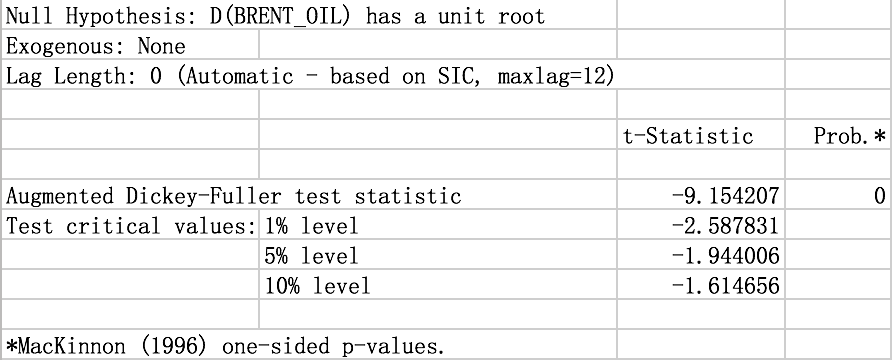 Null Hypothesis: D(BRENT_OIL) has a unit root
Exogenous: None
Lag Length: 0 (Automatic - based on SIC, maxlag=12)
t-Statistic Prob.*
Augmented Dickey-Fuller test statistic -9.154207 0
Test critical values: 1% level -2.587831
5% level -1.944006
10% level -1.614656
*MacKinnon (1996) one-sided p-values.